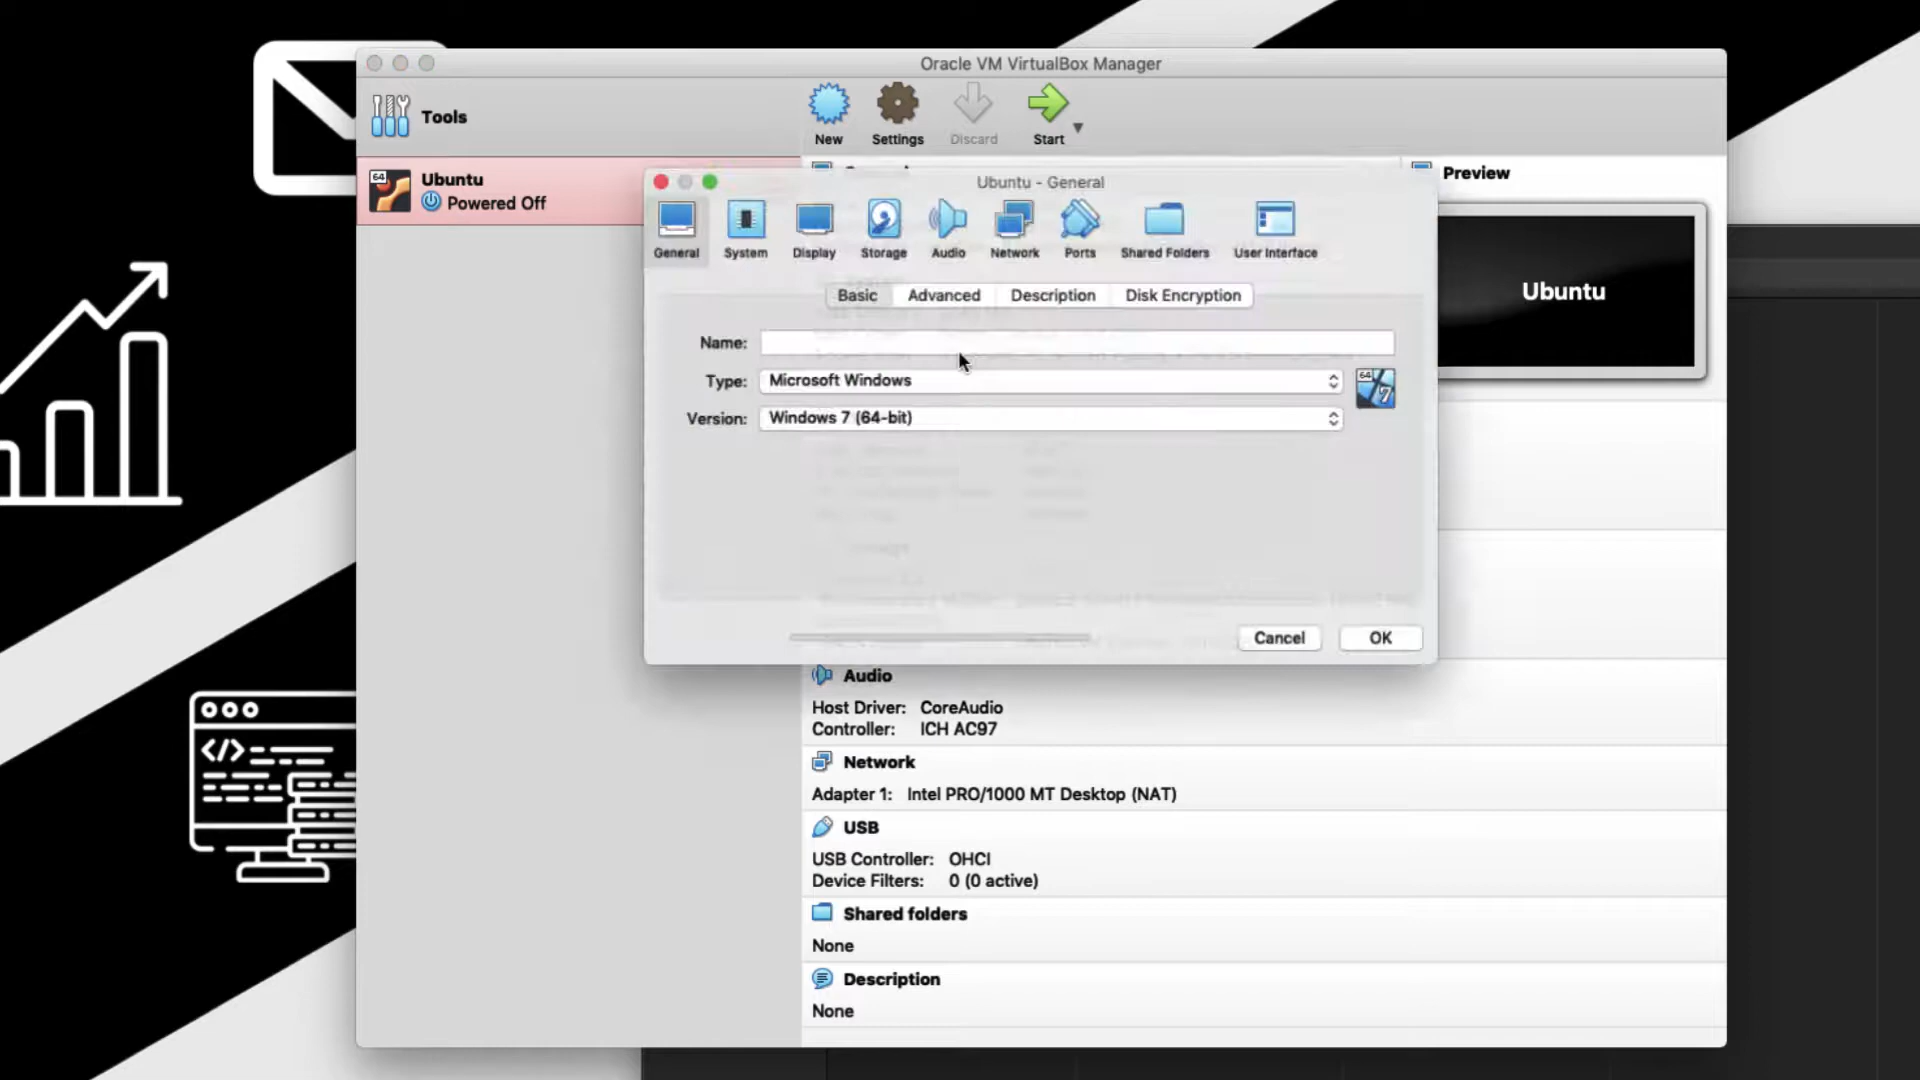 Oracle VM VirtualBox Manager
Tools
New
Settings
Discard
Start
64
Ubuntu
Powered Off
Preview
Ubuntu
Ubuntu - General
General
System
Display
Storage
Audio
Network
Ports
Shared Folders
User Interface
Basic
Advanced
Description
Disk Encryption
Name:
Type:
Microsoft Windows
64
7
Version:
Windows 7 (64-bit)
Cancel
OK
Audio
Host Driver: CoreAudio
Controller: ICH AC97
Network
Adapter 1: Intel PRO/1000 MT Desktop (NAT)
USB
USB Controller: OHCI
Device Filters: 0 (0 active)
Shared folders
None
Description
None